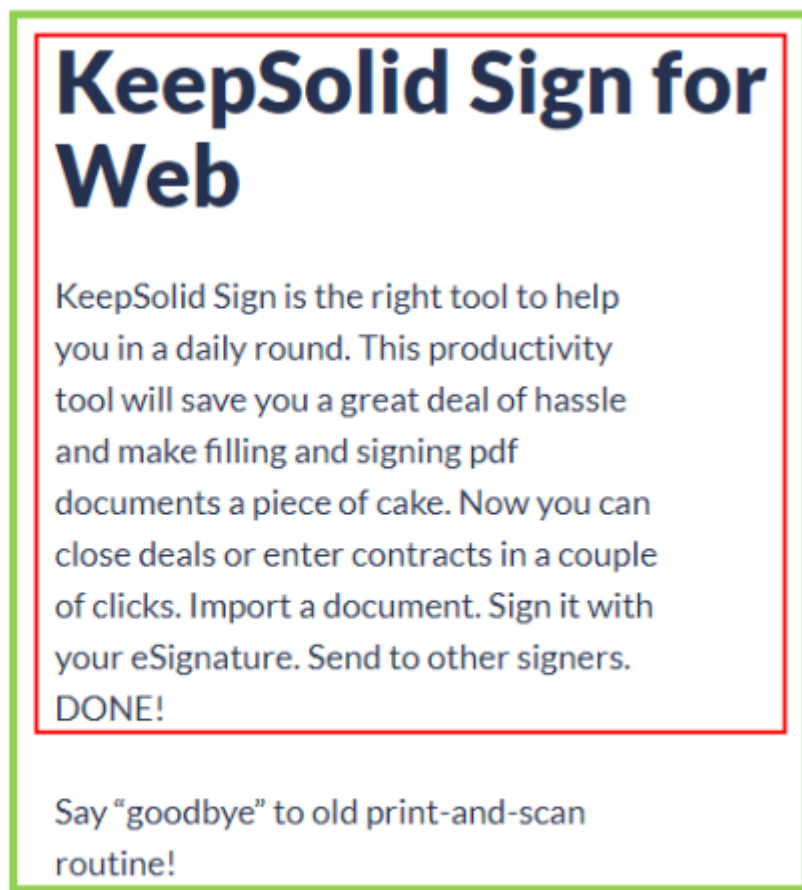 KeepSolid Sign for
Web
KeepSolid Sign is the right tool to help
you in a daily round. This productivity
tool will save you a great deal of hassle
and make filling and signing pdf
documents a piece of cake. Now you can
close deals or enter contracts in a couple
of clicks. Import a document. Sign it with
your eSignature. Send to other signers.
DONE!
Say “goodbye” to old print-and-scan
routine!